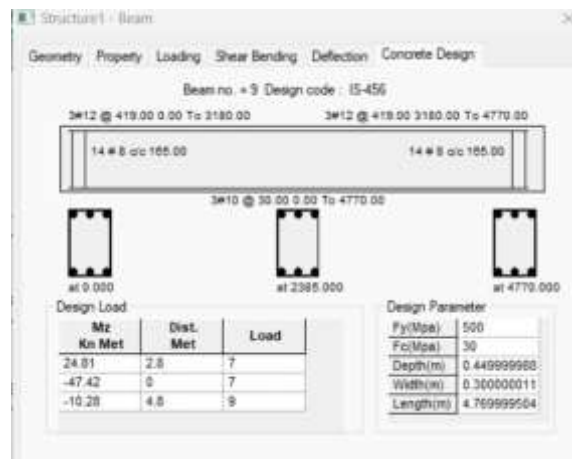 Structure1 - Beam
Geometry Property Loading Shear Bending Deflection Concrete Design
Beam no. = 9 Design code : IS-456
3#12 @ 419.00 0.00 To 3180.00 3#12 @ 419.00 3180.00 To 4770.00
14 # 8 c/c 165.00 14 # 8 c/c 165.00
3#10 @ 30.00 0.00 To 4770.00
at 0.000 at 2385.000 at 4770.000
Design Load Design Parameter
Mz Kn Met Dist. Met Load
24.81 2.8 7
-47.42 0 7
-10.28 4.8 9
Fy(Mpa) 500
Fc(Mpa) 30
Depth(m) 0.449999988
Width(m) 0.300000011
Length(m) 4.769999504